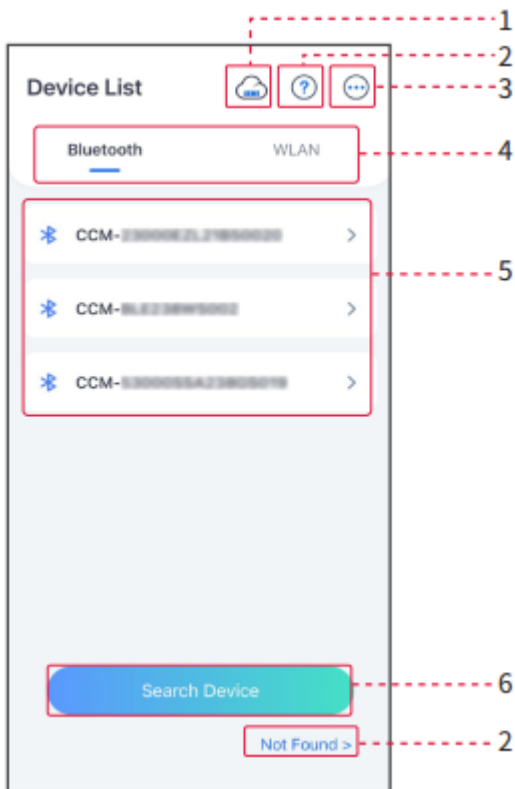 1
2
Device List
3
Bluetooth WLAN
4
CCM-
5
CCM-
CCM-
Search Device
6
Not Found >
2